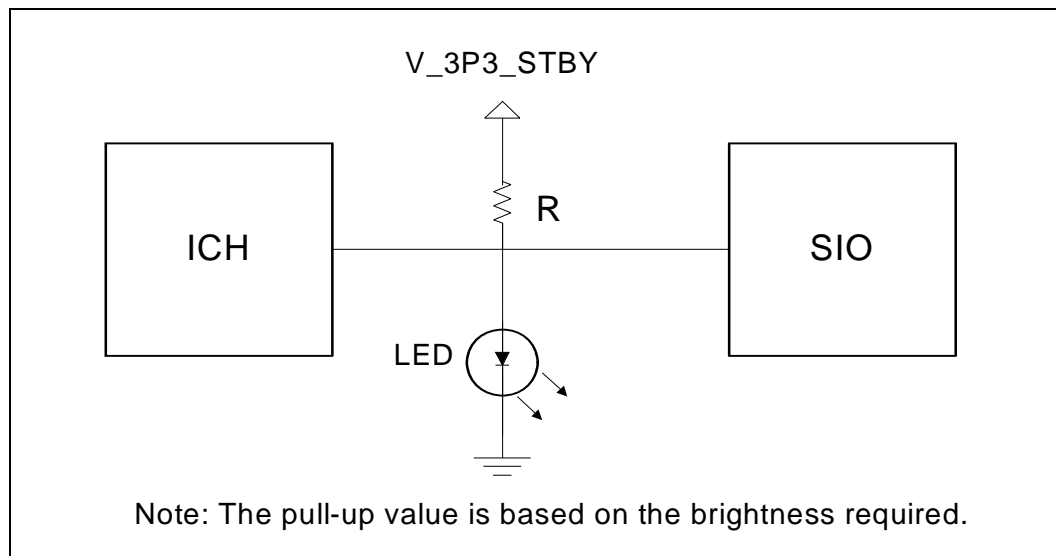 V_3P3_STBY
R
ICH
SIO
LED
Note: The pull-up value is based on the brightness required.